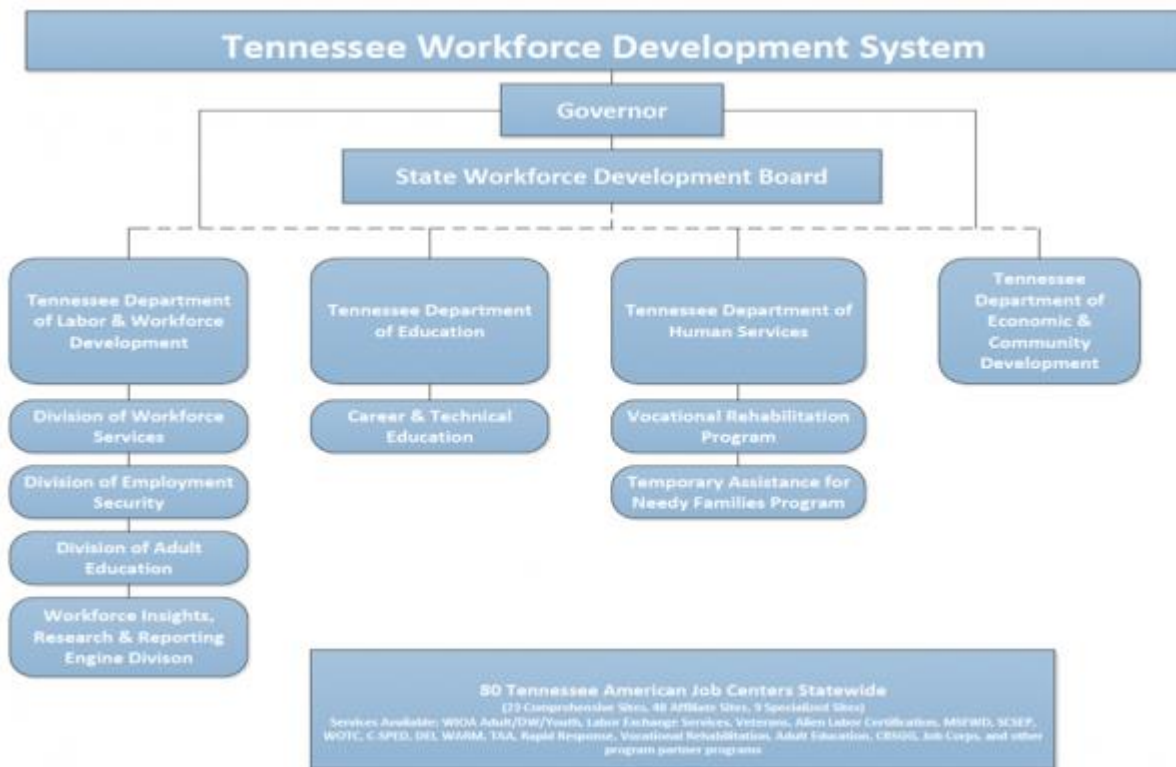 Tennessee Workforce Development System
Governor
State Workforce Development Board
Tennessee Department
of Labor & Workforce
Development
Division of Workforce
Services
Division of Employment
Security
Division of Adult
Education
Workforce Insights,
Research & Reporting
Engine Divison
Tennessee Department
of Education
Career & Technical
Education
Tennessee Department of
Human Services
Vocational Rehabilitation
Program
Temporary Assistance for
Needy Families Program
Tennessee
Department of
Economic &
Community
Development
80 Tennessee American Job Centers Statewide
(23 Comprehensive Sites, 48 Affiliate Sites, 9 Specialized Sites)
Services Available: WIOA Adult/DW/Youth, Labor Exchange Services, Veterans, Alien Labor Certification, MSFWD, SCSEP,
WOTC, C-SPED, DEI, WARM, TAA, Rapid Response, Vocational Rehabilitation, Adult Education, Job Corps, and other
program partner programs